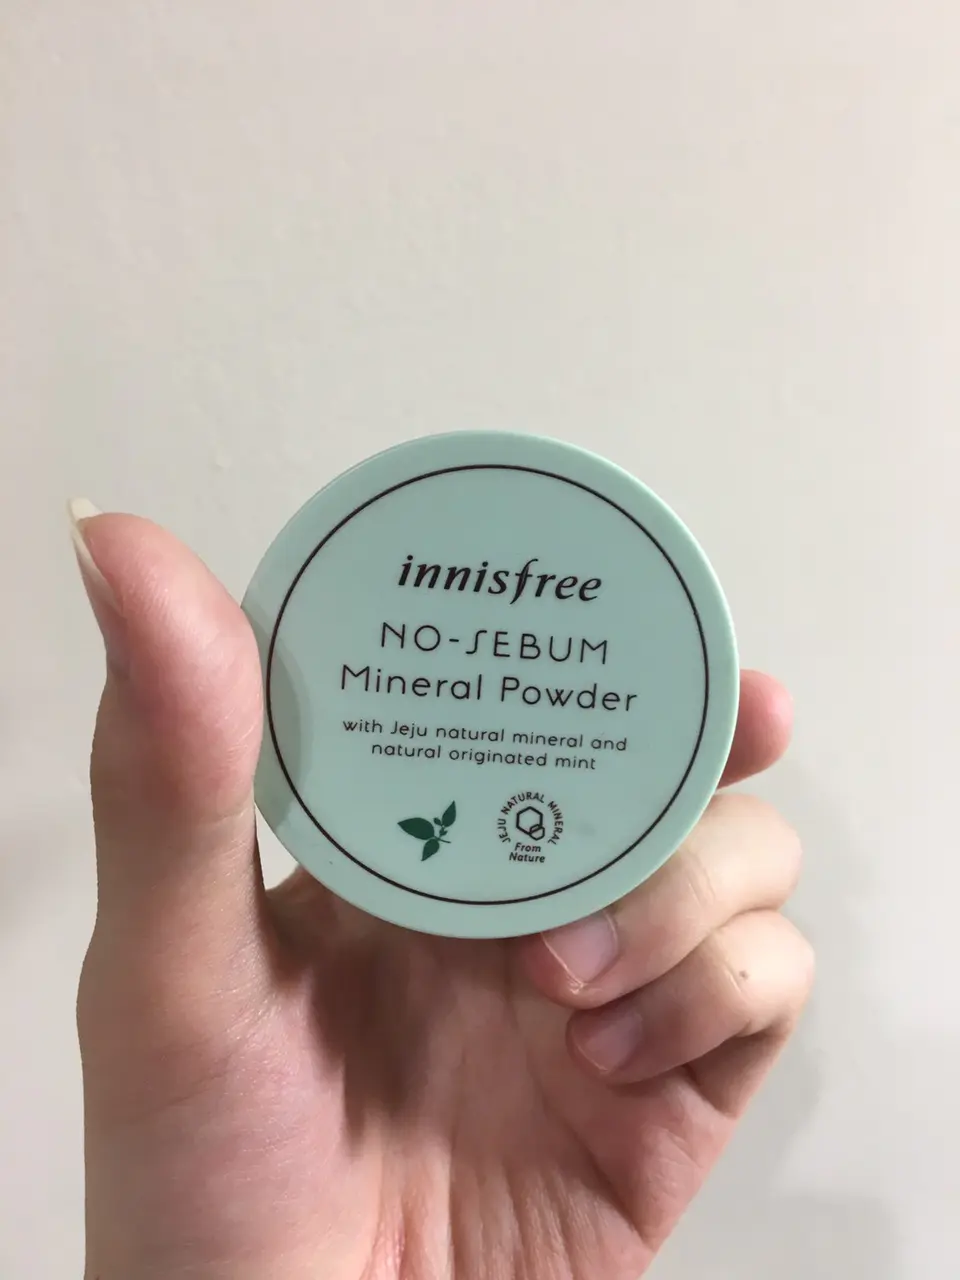 innisfree
NO-SEBUM
Mineral Powder
with Jeju natural mineral and
natural originated mint
JEJU NATURAL MINERAL
From
Nature